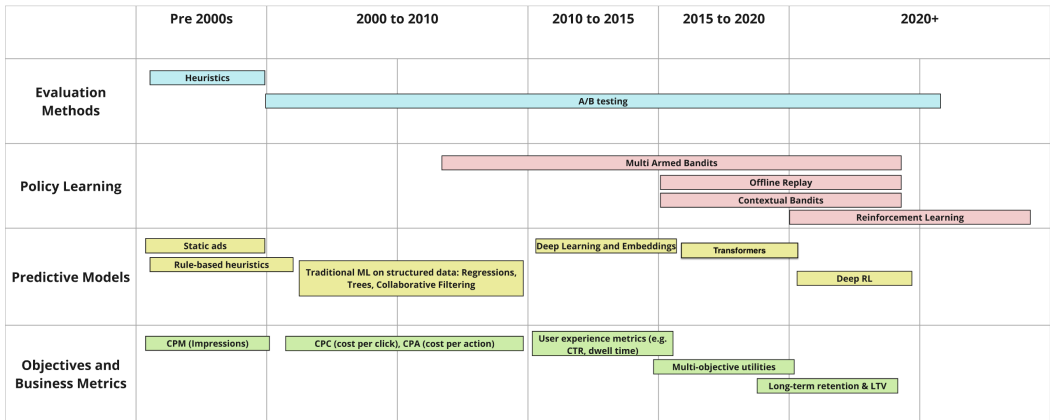 Pre 2000s
2000 to 2010
2010 to 2015
2015 to 2020
2020+
Evaluation
Methods
Heuristics
A/B testing
Policy Learning
Multi Armed Bandits
Offline Replay
Contextual Bandits
Reinforcement Learning
Predictive Models
Static ads
Rule-based heuristics
Traditional ML on structured data: Regressions,
Trees, Collaborative Filtering
Deep Learning and Embeddings
Transformers
Deep RL
Objectives and
Business Metrics
CPM (Impressions)
CPC (cost per click), CPA (cost per action)
User experience metrics (e.g.
CTR, dwell time)
Multi-objective utilities
Long-term retention & LTV